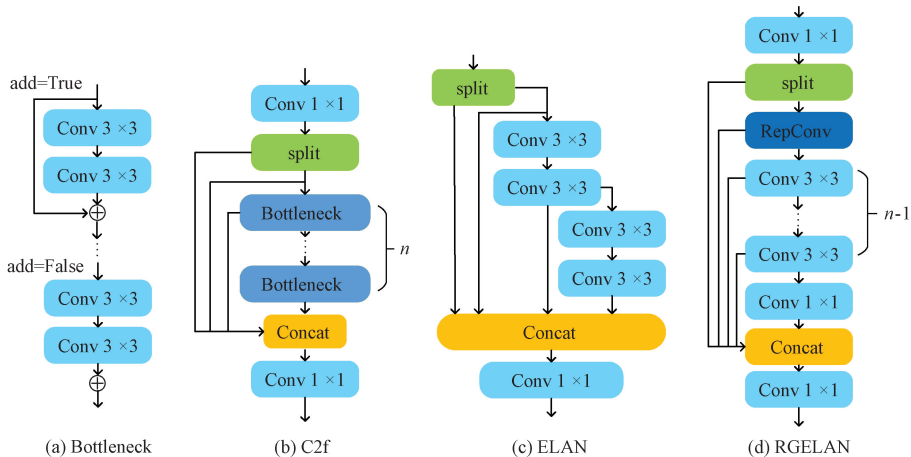 add=True
Conv 3 ×3
Conv 3 ×3
add=False
Conv 3 ×3
Conv 3 ×3
(a) Bottleneck
Conv 1 ×1
split
Bottleneck
Bottleneck
n
Concat
Conv 1 ×1
(b) C2f
split
Conv 3 ×3
Conv 3 ×3
Conv 3 ×3
Conv 3 ×3
Concat
Conv 1 ×1
(c) ELAN
Conv 1 ×1
split
RepConv
Conv 3 ×3
n-1
Conv 3 ×3
Conv 1 ×1
Concat
Conv 1 ×1
(d) RGELAN